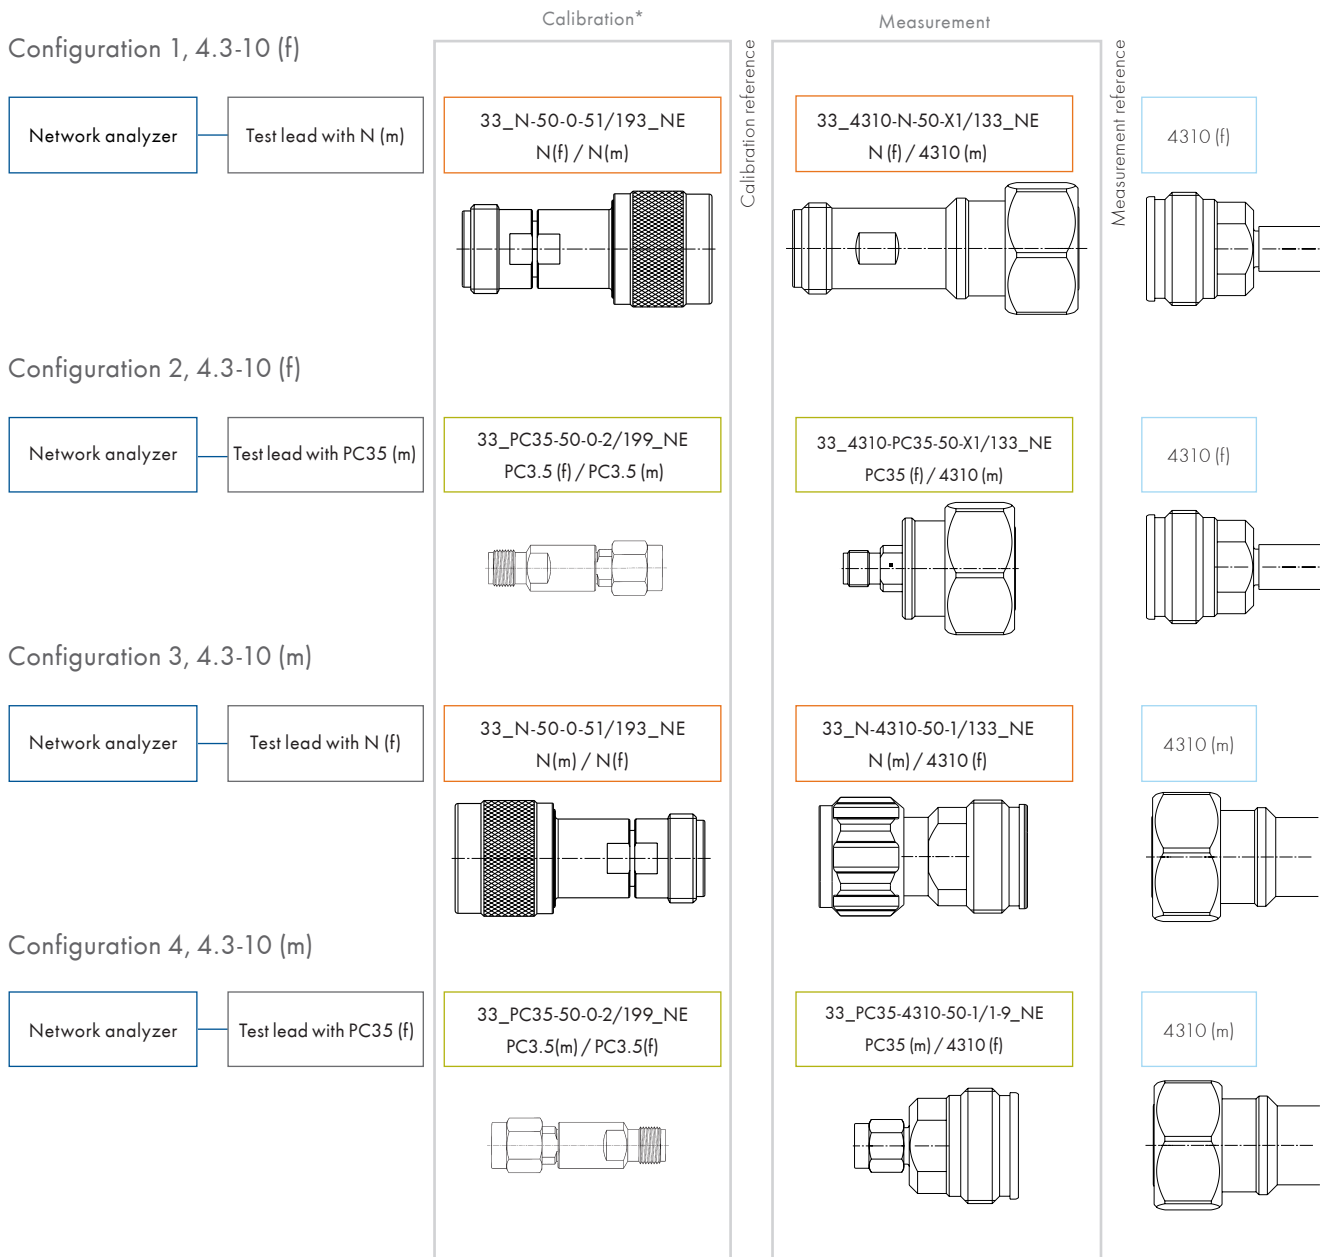 Calibration*
Measurement
Configuration 1, 4.3-10 (f)
Calibration reference
Measurement reference
Network analyzer
Test lead with N (m)
33_N-50-0-51/193_NE
N(f) / N(m)
33_4310-N-50-X1/133_NE
N (f) / 4310 (m)
4310 (f)
Configuration 2, 4.3-10 (f)
Network analyzer
Test lead with PC35 (m)
33_PC35-50-0-2/199_NE
PC3.5 (f) / PC3.5 (m)
33_4310-PC35-50-X1/133_NE
PC35 (f) / 4310 (m)
4310 (f)
Configuration 3, 4.3-10 (m)
Network analyzer
Test lead with N (f)
33_N-50-0-51/193_NE
N(m) / N(f)
33_N-4310-50-1/133_NE
N (m) / 4310 (f)
4310 (m)
Configuration 4, 4.3-10 (m)
Network analyzer
Test lead with PC35 (f)
33_PC35-50-0-2/199_NE
PC3.5(m) / PC3.5(f)
33_PC35-4310-50-1/1-9_NE
PC35 (m) / 4310 (f)
4310 (m)